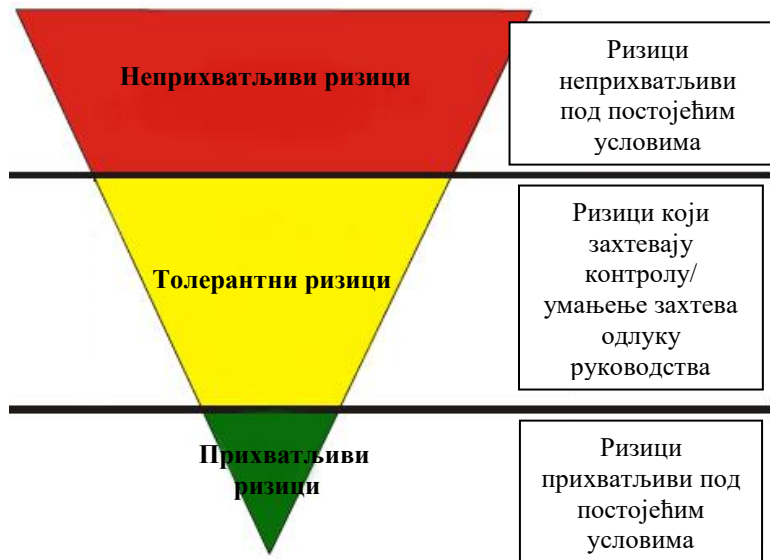 Неприхватљиви ризици
Ризици
неприхватљиви
под постојећим
условима
Толерантни ризици
Ризици који
захтевају
контролу/
умањење захтева
одлуку
руководства
Прихватљиви
ризици
Ризици
прихватљиви под
постојећим
условима